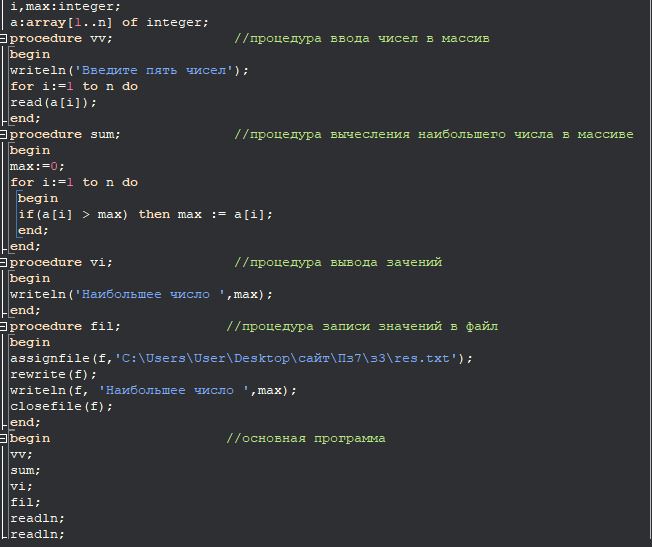 i,max:integer;
a:array[1..n] of integer;
procedure vv; //процедура ввода чисел в массив
begin
writeln('Введите пять чисел');
for i:=1 to n do
read(a[i]);
end;
procedure sum; //процедура вычесления наибольшего числа в массиве
begin
max:=0;
for i:=1 to n do
begin
if(a[i] > max) then max := a[i];
end;
end;
procedure vi; //процедура вывода зачений
begin
writeln('Наибольшее число ',max);
end;
procedure fil; //процедура записи значений в файл
begin
assignfile(f,'C:\Users\User\Desktop\сайт\Пз7\з3\res.txt');
rewrite(f);
writeln(f, 'Наибольшее число ',max);
closefile(f);
end;
begin //основная программа
vv;
sum;
vi;
fil;
readln;
readln;